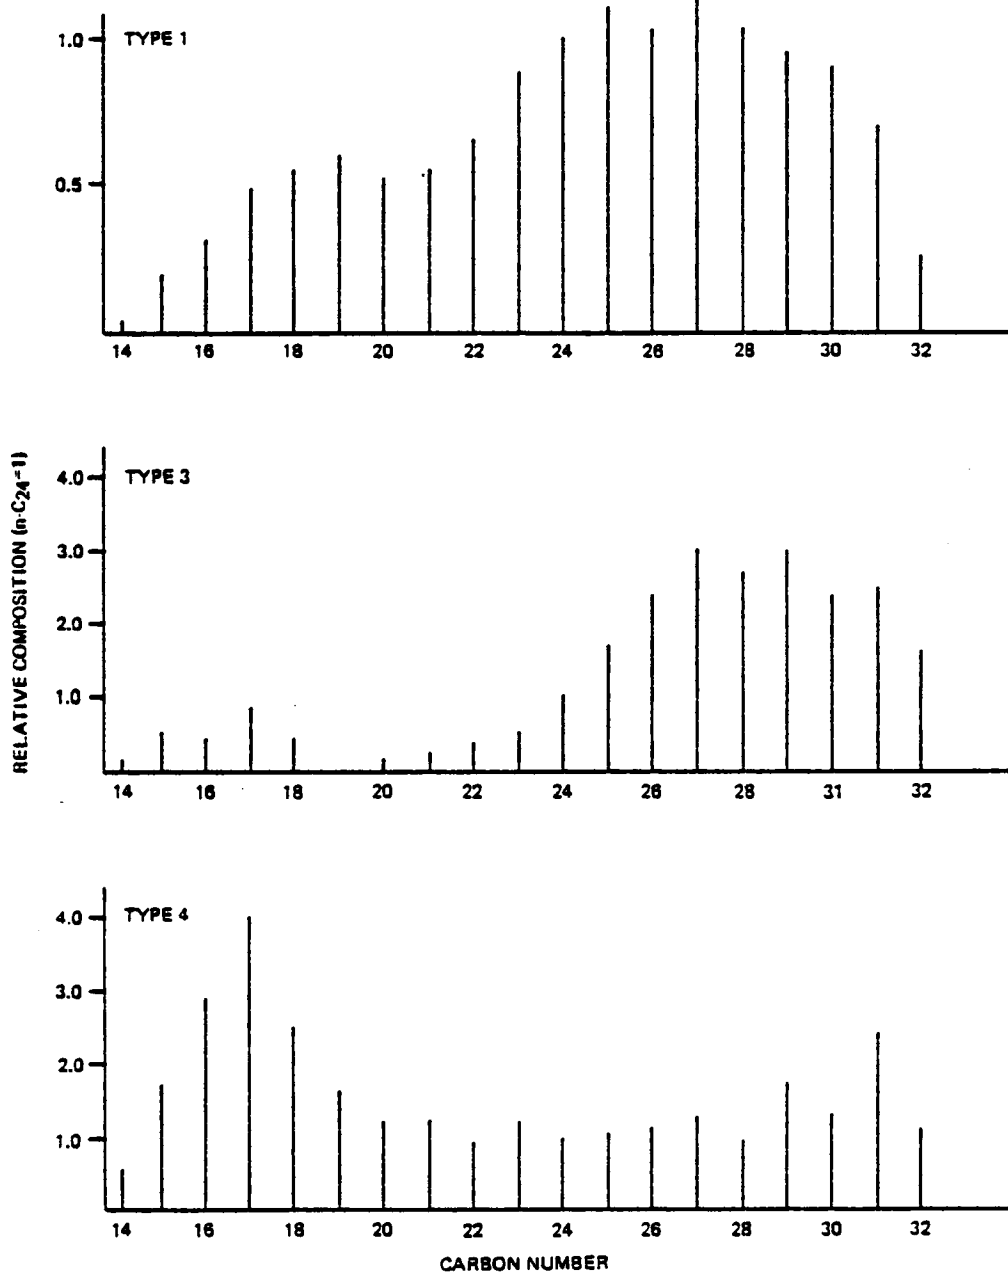 TYPE 1
1.0
0.5
14 16 18 20 22 24 26 28 30 32
RELATIVE COMPOSITION (n-C24=1)
TYPE 3
4.0
3.0
2.0
1.0
14 16 18 20 22 24 26 28 31 32
TYPE 4
4.0
3.0
2.0
1.0
14 16 18 20 22 24 26 28 30 32
CARBON NUMBER